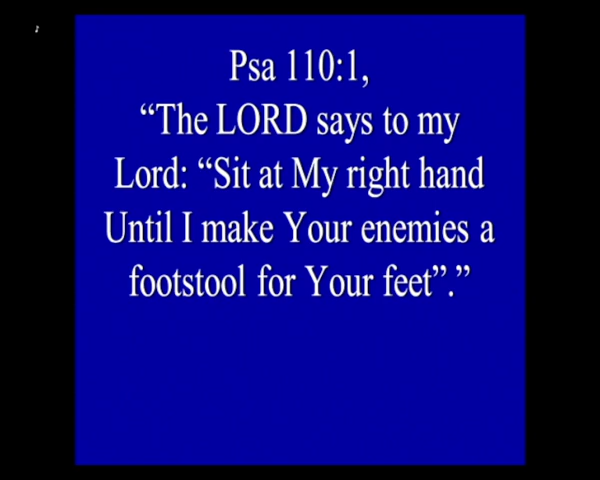 Psa 110:1,
“The LORD says to my
Lord: “Sit at My right hand
Until I make Your enemies a
footstool for Your feet”.”